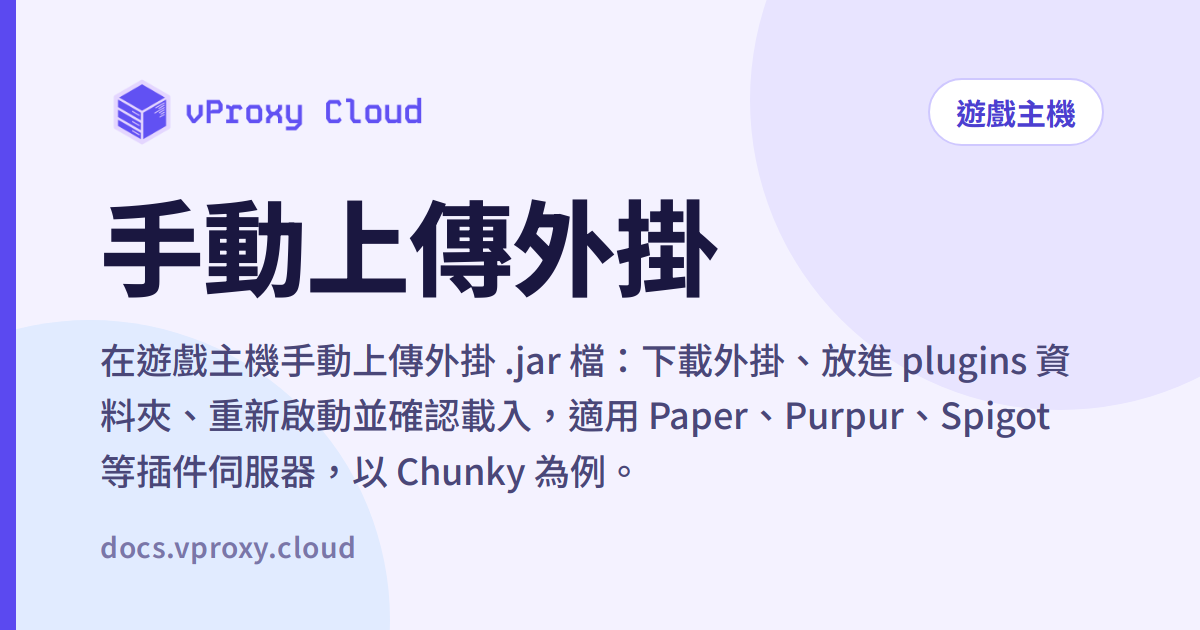 vProxy Cloud
遊戲主機
手動上傳外掛
在遊戲主機手動上傳外掛 .jar 檔：下載外掛、放進 plugins 資
料夾、重新啟動並確認載入，適用 Paper、Purpur、Spigot
等插件伺服器，以 Chunky 為例。
docs.vproxy.cloud